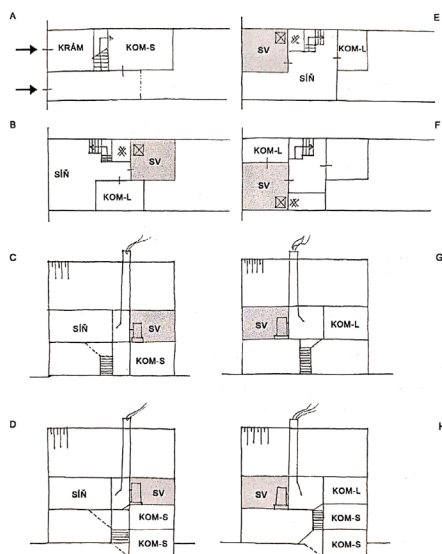 A
KRÁM KOM-S
E
SV KOM-L
SÍŇ
B
SV
SÍŇ
KOM-L
F
KOM-L
SV
C
SÍŇ SV
KOM-S
G
SV KOM-L
D
SÍŇ SV
KOM-S
KOM-S
H
SV KOM-L
KOM-S
KOM-S